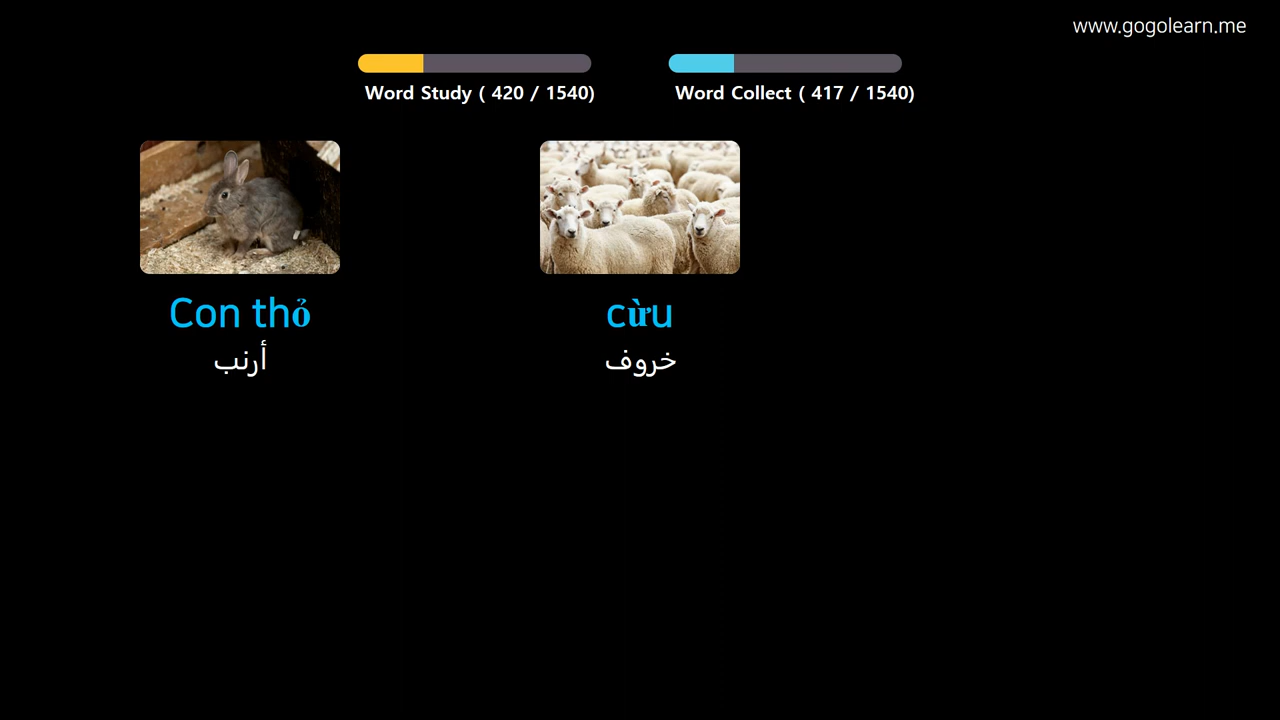 www.gogolearn.me
Word Study ( 420 / 1540)
Word Collect ( 417 / 1540)
Con thỏ
أرنب
cừu
خروف